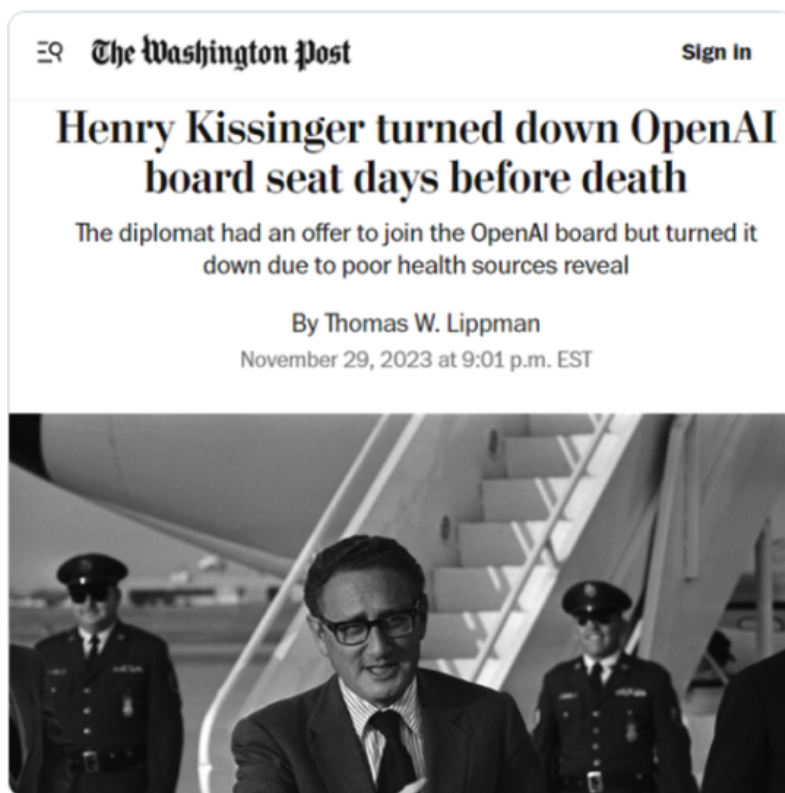 The Washington Post
Sign in
Henry Kissinger turned down OpenAI
board seat days before death
The diplomat had an offer to join the OpenAI board but turned it
down due to poor health sources reveal
By Thomas W. Lippman
November 29, 2023 at 9:01 p.m. EST